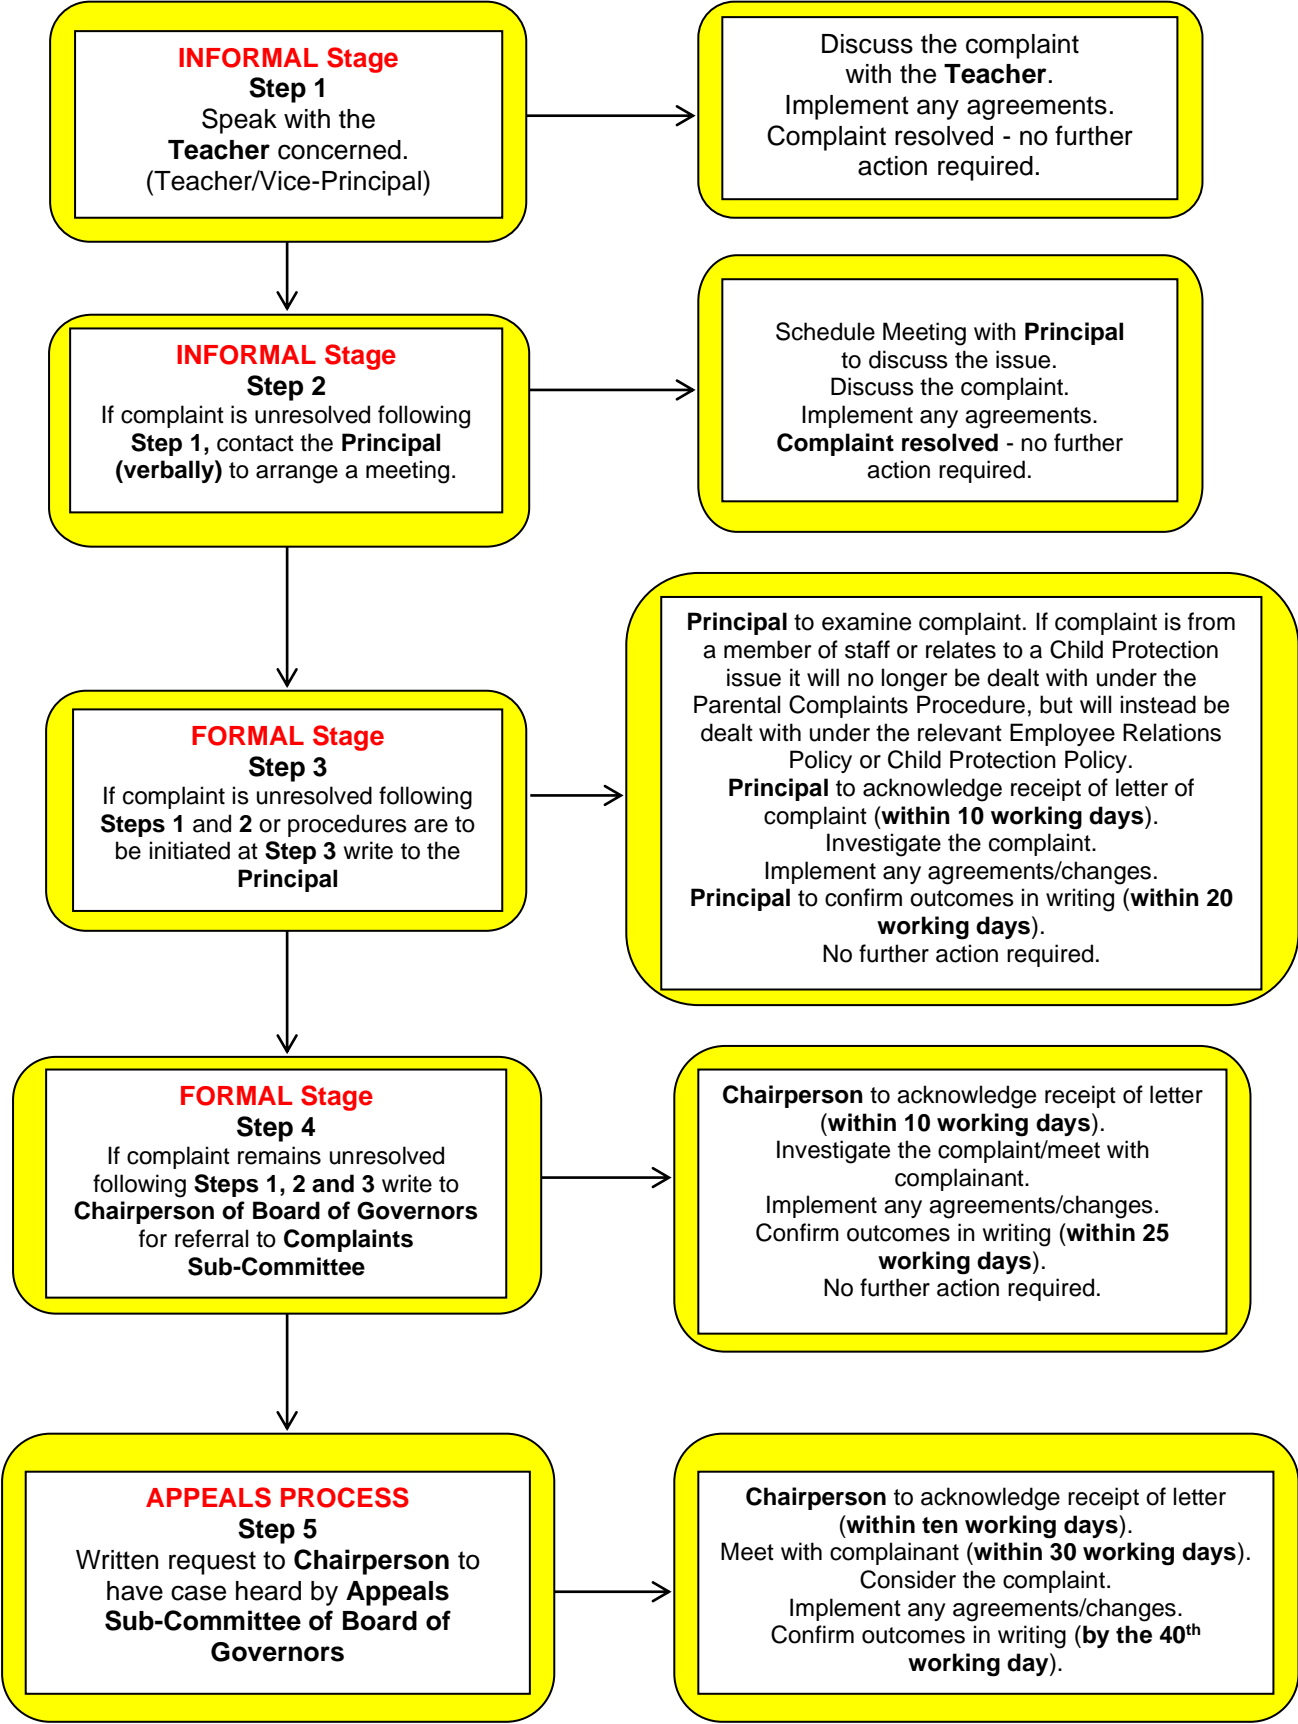 INFORMAL Stage
Step 1
Speak with the
Teacher concerned.
(Teacher/Vice-Principal)
Discuss the complaint
with the Teacher.
Implement any agreements.
Complaint resolved - no further
action required.
INFORMAL Stage
Step 2
If complaint is unresolved following
Step 1, contact the Principal
(verbally) to arrange a meeting.
Schedule Meeting with Principal
to discuss the issue.
Discuss the complaint.
Implement any agreements.
Complaint resolved - no further
action required.
FORMAL Stage
Step 3
If complaint is unresolved following
Steps 1 and 2 or procedures are to
be initiated at Step 3 write to the
Principal
Principal to examine complaint. If complaint is from
a member of staff or relates to a Child Protection
issue it will no longer be dealt with under the
Parental Complaints Procedure, but will instead be
dealt with under the relevant Employee Relations
Policy or Child Protection Policy.
Principal to acknowledge receipt of letter of
complaint (within 10 working days).
Investigate the complaint.
Implement any agreements/changes.
Principal to confirm outcomes in writing (within 20
working days).
No further action required.
FORMAL Stage
Step 4
If complaint remains unresolved
following Steps 1, 2 and 3 write to
Chairperson of Board of Governors
for referral to Complaints
Sub-Committee
Chairperson to acknowledge receipt of letter
(within 10 working days).
Investigate the complaint/meet with
complainant.
Implement any agreements/changes.
Confirm outcomes in writing (within 25
working days).
No further action required.
APPEALS PROCESS
Step 5
Written request to Chairperson to
have case heard by Appeals
Sub-Committee of Board of
Governors
Chairperson to acknowledge receipt of letter
(within ten working days).
Meet with complainant (within 30 working days).
Consider the complaint.
Implement any agreements/changes.
Confirm outcomes in writing (by the 40th
working day).